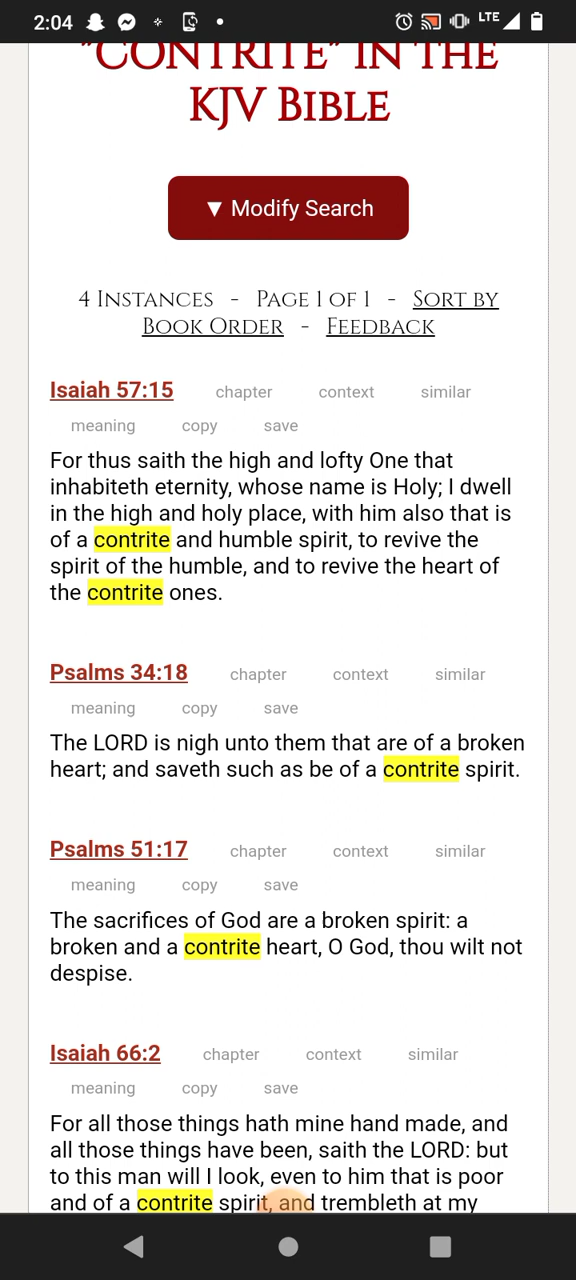 2:04
LTE
"CONTRITE" IN THE
KJV BIBLE
▼ Modify Search
4 INSTANCES - PAGE 1 OF 1 - SORT BY
BOOK ORDER - FEEDBACK
Isaiah 57:15 chapter context similar
meaning copy save
For thus saith the high and lofty One that
inhabiteth eternity, whose name is Holy; I dwell
in the high and holy place, with him also that is
of a contrite and humble spirit, to revive the
spirit of the humble, and to revive the heart of
the contrite ones.
Psalms 34:18 chapter context similar
meaning copy save
The LORD is nigh unto them that are of a broken
heart; and saveth such as be of a contrite spirit.
Psalms 51:17 chapter context similar
meaning copy save
The sacrifices of God are a broken spirit: a
broken and a contrite heart, O God, thou wilt not
despise.
Isaiah 66:2 chapter context similar
meaning copy save
For all those things hath mine hand made, and
all those things have been, saith the LORD: but
to this man will I look, even to him that is poor
and of a contrite spirit, and trembleth at my